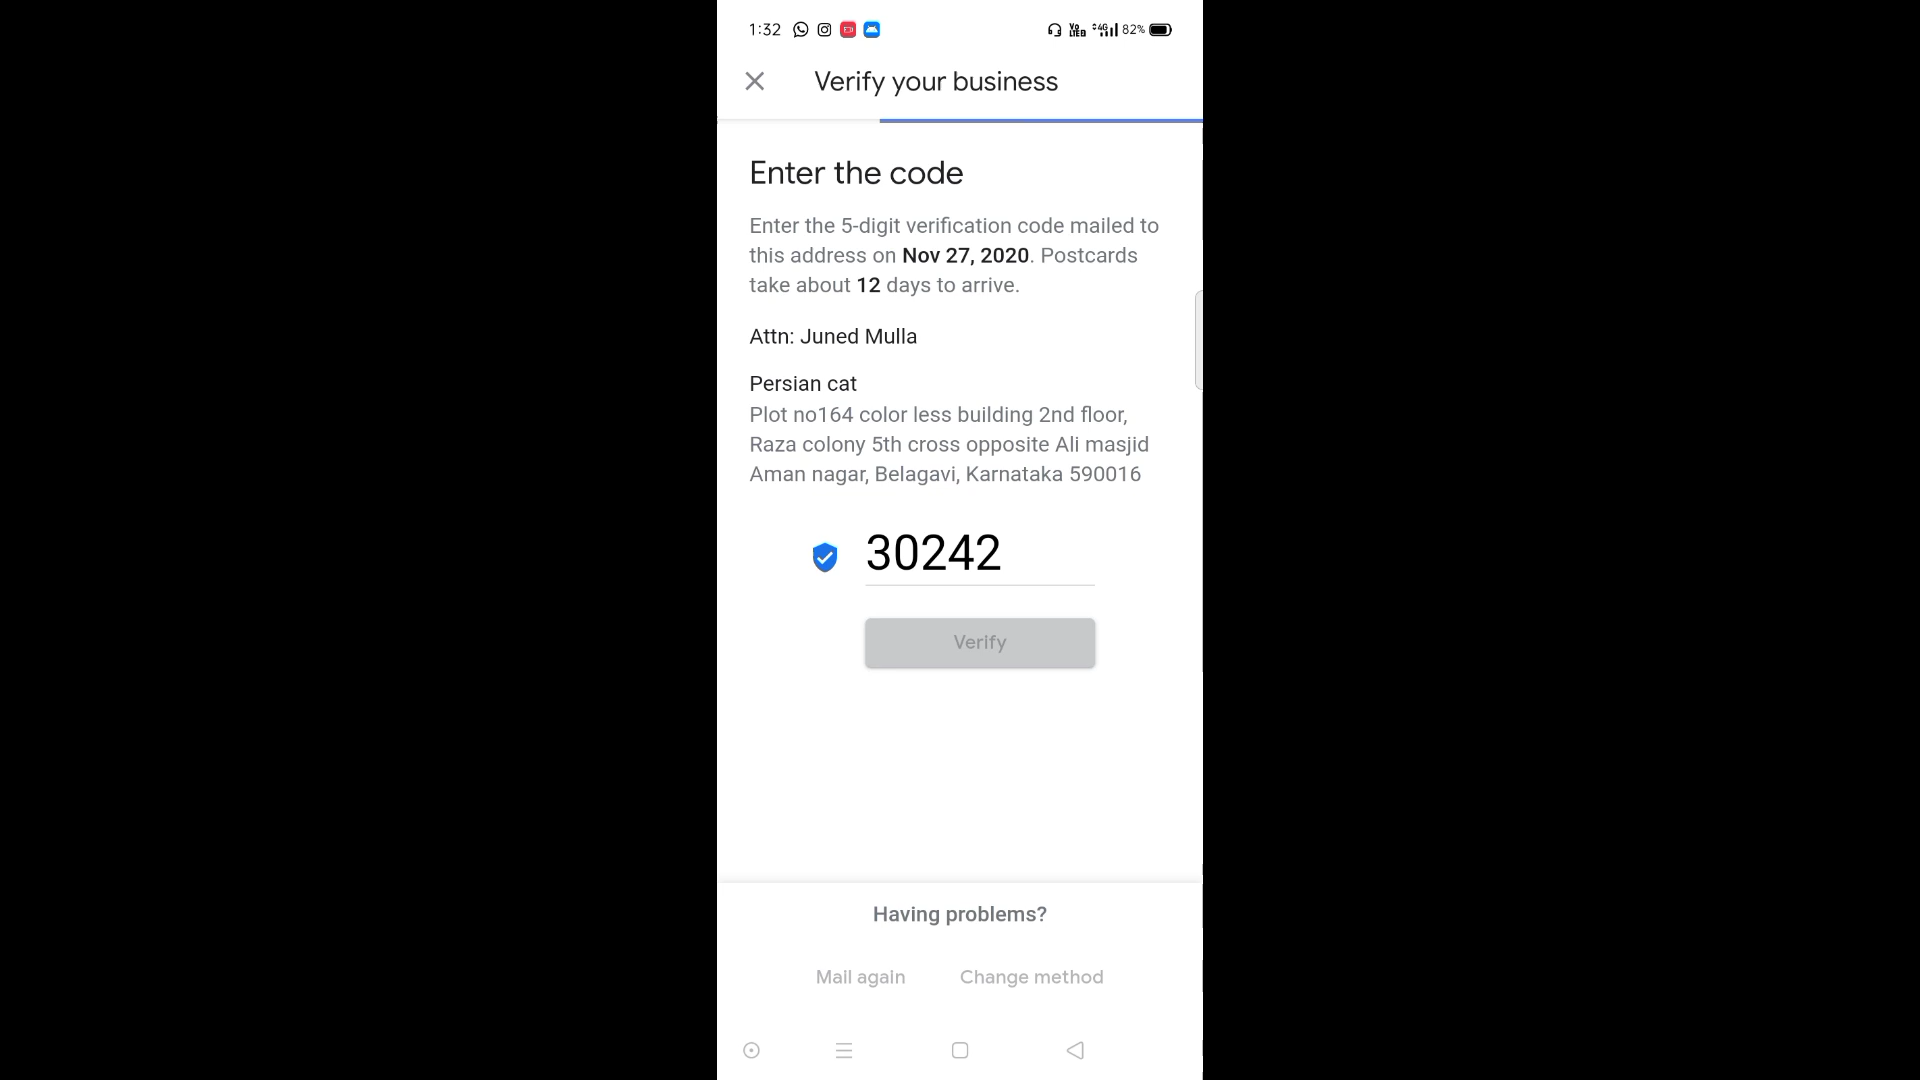 1:32 82%
Verify your business
Enter the code
Enter the 5-digit verification code mailed to
this address on Nov 27, 2020. Postcards
take about 12 days to arrive.
Attn: Juned Mulla
Persian cat
Plot no164 color less building 2nd floor,
Raza colony 5th cross opposite Ali masjid
Aman nagar, Belagavi, Karnataka 590016
30242
Verify
Having problems?
Mail again Change method